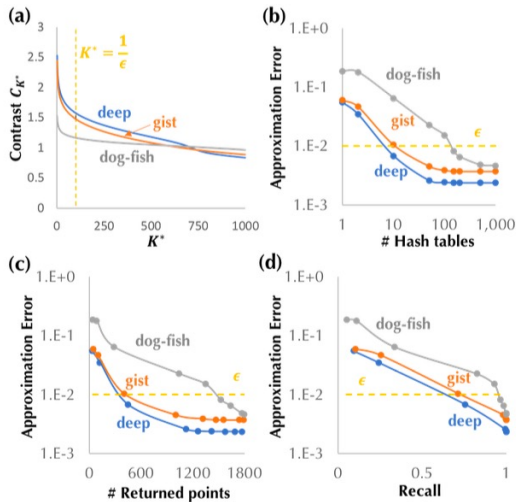 (a)
Contrast C_K*
3
2.5
2
1.5
1
0.5
0
K* = 1/ϵ
deep
gist
dog-fish
0 250 500 750 1000
K*
(b)
Approximation Error
1.E+0
1.E-1
1.E-2
1.E-3
dog-fish
gist
ϵ
deep
1 10 100 1,000
# Hash tables
(c)
Approximation Error
1.E+0
1.E-1
1.E-2
1.E-3
dog-fish
ϵ
gist
deep
0 600 1200 1800
# Returned points
(d)
Approximation Error
1.E+0
1.E-1
1.E-2
1.E-3
dog-fish
ϵ
gist
deep
0 0.5 1
Recall